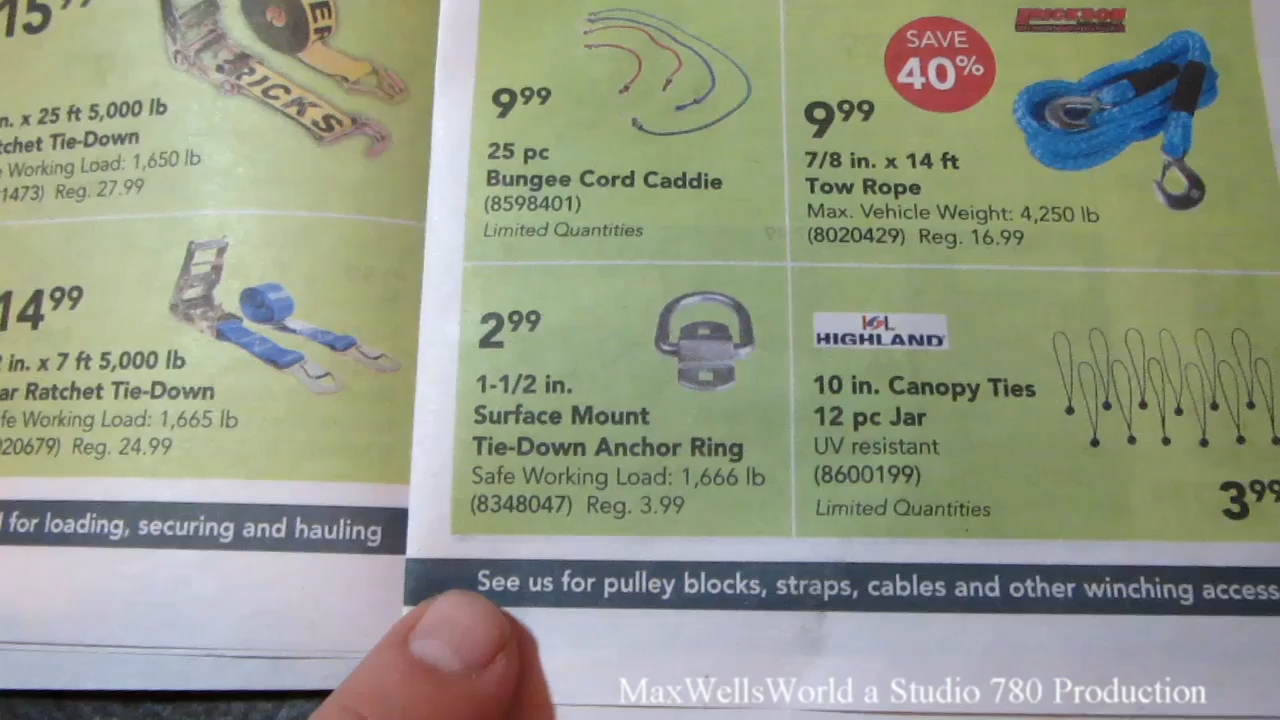 15
ER
RICKS
n. x 25 ft 5,000 lb
tchet Tie-Down
Working Load: 1,650 lb
1473) Reg. 27.99
14 99
in. x 7 ft 5,000 lb
ar Ratchet Tie-Down
fe Working Load: 1,665 lb
020679) Reg. 24.99
for loading, securing and hauling
9 99
25 pc
Bungee Cord Caddie
(8598401)
Limited Quantities
SAVE
40%
ERICKSON
9 99
7/8 in. x 14 ft
Tow Rope
Max. Vehicle Weight: 4,250 lb
(8020429) Reg. 16.99
2 99
1-1/2 in.
Surface Mount
Tie-Down Anchor Ring
Safe Working Load: 1,666 lb
(8348047) Reg. 3.99
HIGHLAND
10 in. Canopy Ties
12 pc Jar
UV resistant
(8600199)
Limited Quantities
3 99
See us for pulley blocks, straps, cables and other winching access
MaxWellsWorld a Studio 780 Production